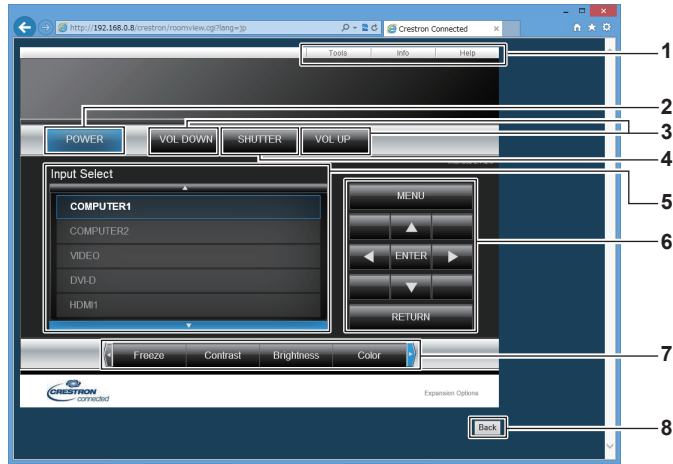 http://192.168.0.8/crestron/roomview.cgi?lang=jp
Crestron Connected
Tools Info Help
1
2
POWER VOL DOWN SHUTTER VOL UP
3
4
Input Select
5
MENU
COMPUTER1
COMPUTER2
6
VIDEO
ENTER
DVI-D
HDMI1
RETURN
Freeze Contrast Brightness Color
7
CRESTRON
connected
Expansion Options
Back
8